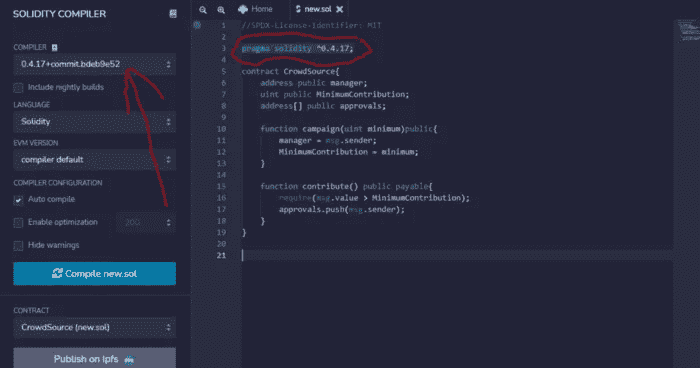 SOLIDITY COMPILER
COMPILER
0.4.17+commit.bdeb9e52
Include nightly builds
LANGUAGE
Solidity
EVM VERSION
compiler default
COMPILER CONFIGURATION
Auto compile
Enable optimization 200
Hide warnings
Compile new.sol
CONTRACT
CrowdSource (new.sol)
Publish on Ipfs
Home new.sol
1 //SPDX-License-Identifier: MIT
2
3 pragma solidity ^0.4.17;
4
5 contract CrowdSource{
6 address public manager;
7 uint public MinimumContribution;
8 address[] public approvals;
9
10 function campaign(uint minimum)public{
11 manager = msg.sender;
12 MinimumContribution = minimum;
13 }
14
15 function contribute() public payable{
16 require(msg.value > MinimumContribution);
17 approvals.push(msg.sender);
18 }
19 }
20
21